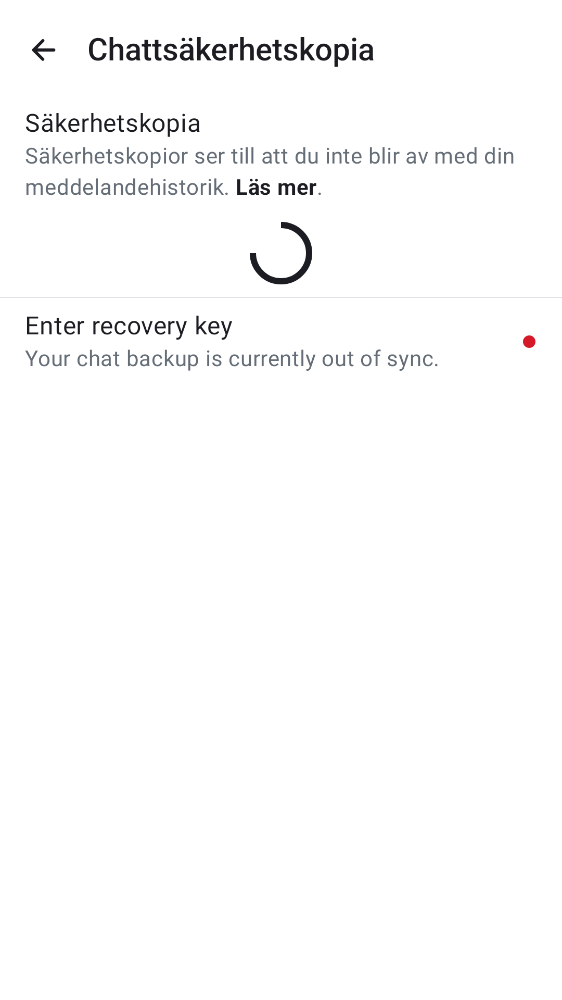 Chattsäkerhetskopia
Säkerhetskopia
Säkerhetskopior ser till att du inte blir av med din
meddelandehistorik. Läs mer.
Enter recovery key
Your chat backup is currently out of sync.